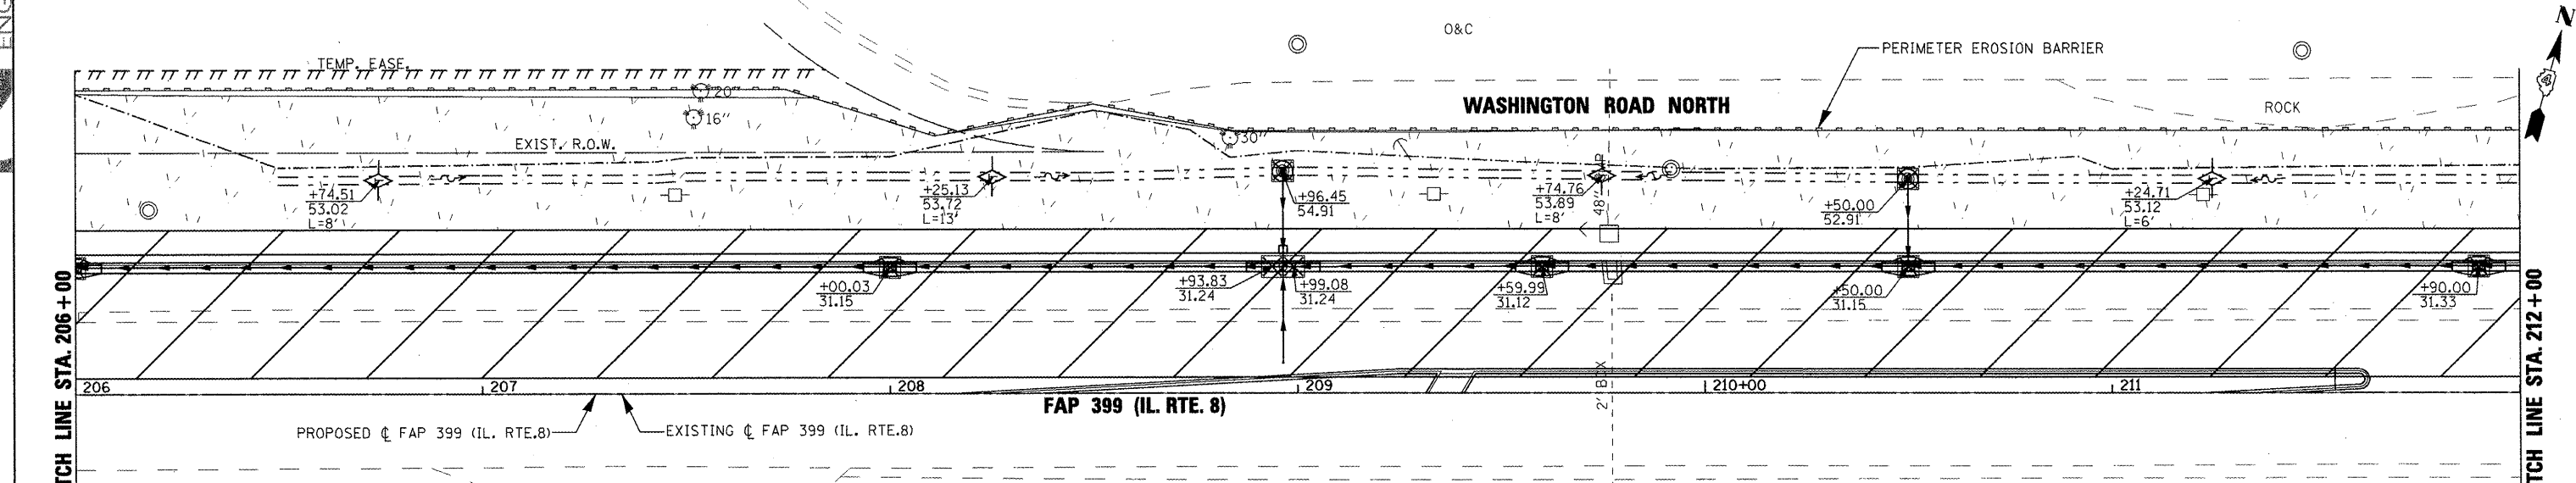 ENG
N
4
O&C
PERIMETER EROSION BARRIER
TEMP. EASE.
20"
16"
WASHINGTON ROAD NORTH
ROCK
EXIST. R.O.W.
30"
+74.51
53.02
L=8'
+25.13
53.72
L=13'
+96.45
54.91
+74.76
53.89
L=8'
48"
+50.00
52.91
+24.71
53.12
L=6'
+00.03
31.15
+93.83
31.24
+99.08
31.24
+59.99
31.12
+50.00
31.15
+90.00
31.33
TCH LINE STA. 206+00
206
207
208
209
210+00
211
TCH LINE STA. 212+00
2' BOX
FAP 399 (IL. RTE. 8)
PROPOSED ℄ FAP 399 (IL. RTE.8)
EXISTING ℄ FAP 399 (IL. RTE.8)